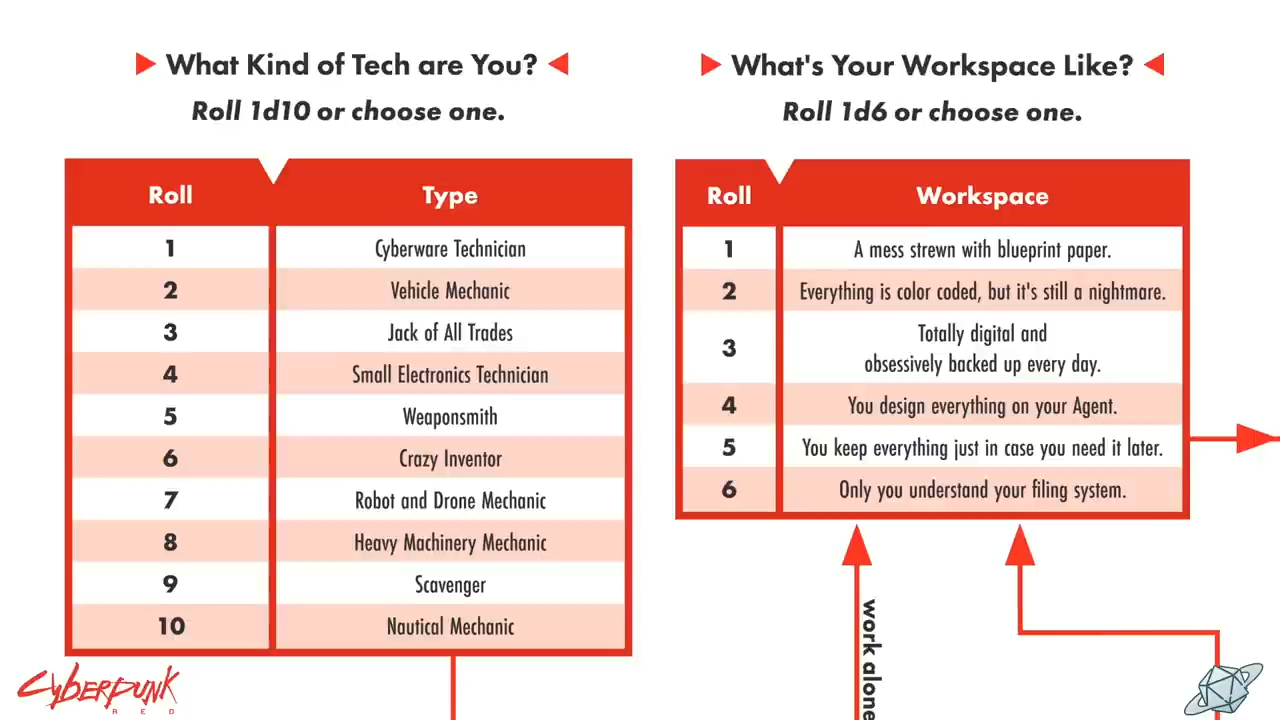 What Kind of Tech are You?
Roll 1d10 or choose one.
Roll Type
1 Cyberware Technician
2 Vehicle Mechanic
3 Jack of All Trades
4 Small Electronics Technician
5 Weaponsmith
6 Crazy Inventor
7 Robot and Drone Mechanic
8 Heavy Machinery Mechanic
9 Scavenger
10 Nautical Mechanic
What's Your Workspace Like?
Roll 1d6 or choose one.
Roll Workspace
1 A mess strewn with blueprint paper.
2 Everything is color coded, but it's still a nightmare.
3 Totally digital and
obsessively backed up every day.
4 You design everything on your Agent.
5 You keep everything just in case you need it later.
6 Only you understand your filing system.
work alone
CYBERPUNK
RED